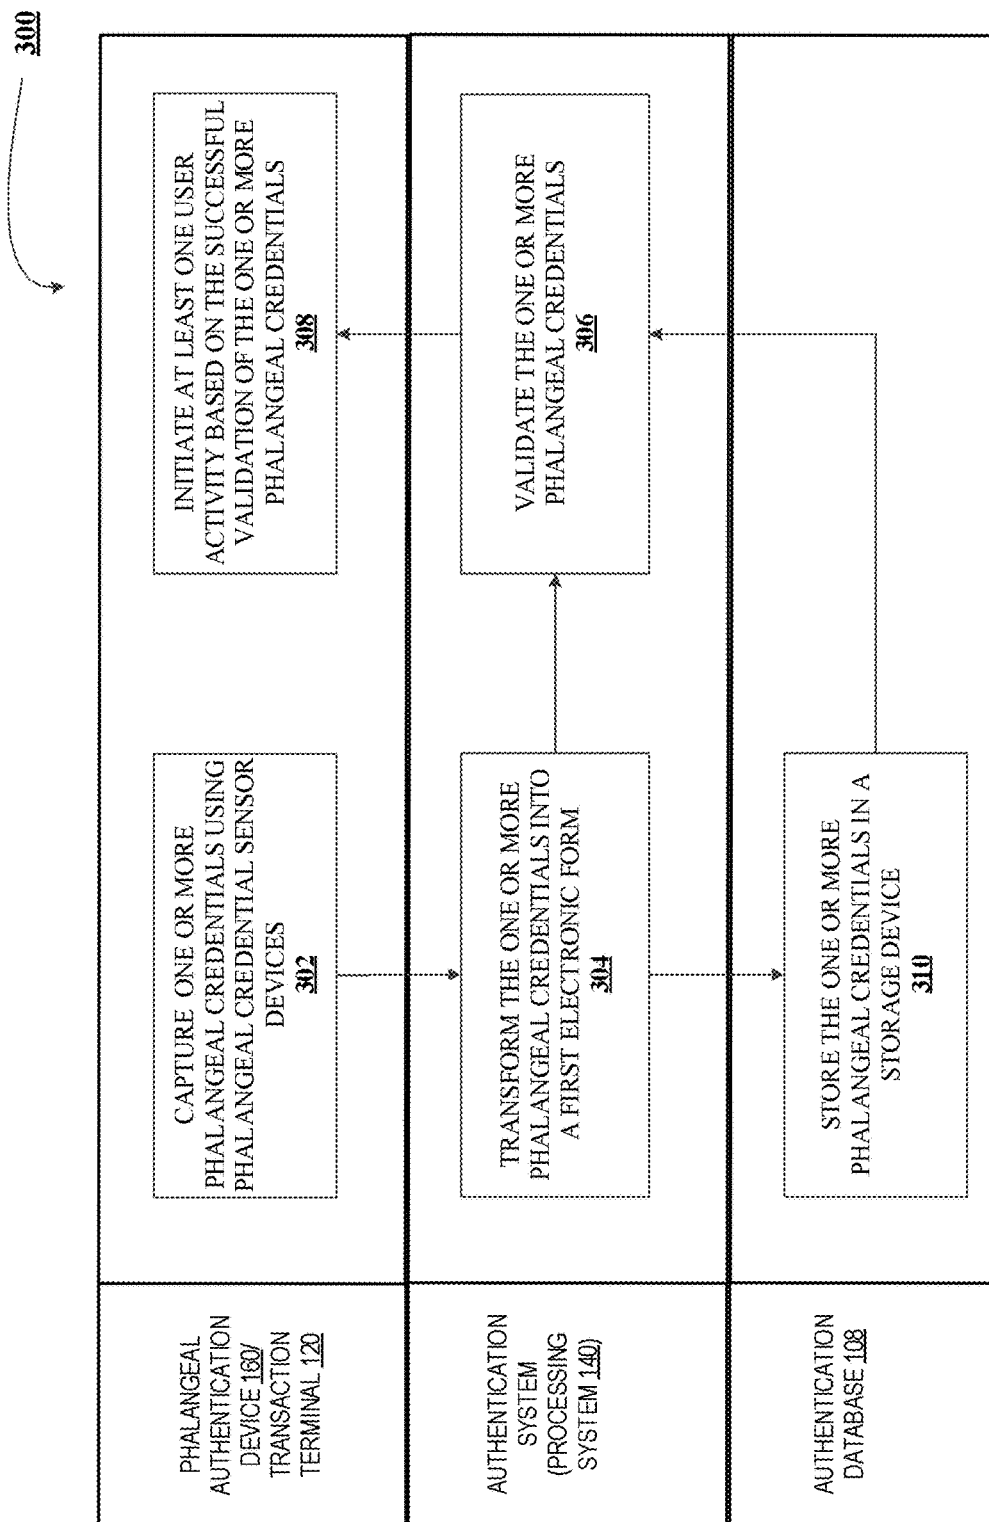 300
PHALANGEAL
AUTHENTICATION
DEVICE 160/
TRANSACTION
TERMINAL 120
CAPTURE ONE OR MORE
PHALANGEAL CREDENTIALS USING
PHALANGEAL CREDENTIAL SENSOR
DEVICES
302
INITIATE AT LEAST ONE USER
ACTIVITY BASED ON THE SUCCESSFUL
VALIDATION OF THE ONE OR MORE
PHALANGEAL CREDENTIALS
308
AUTHENTICATION
SYSTEM
(PROCESSING
SYSTEM 140)
TRANSFORM THE ONE OR MORE
PHALANGEAL CREDENTIALS INTO
A FIRST ELECTRONIC FORM
304
VALIDATE THE ONE OR MORE
PHALANGEAL CREDENTIALS
306
AUTHENTICATION
DATABASE 108
STORE THE ONE OR MORE
PHALANGEAL CREDENTIALS IN A
STORAGE DEVICE
310